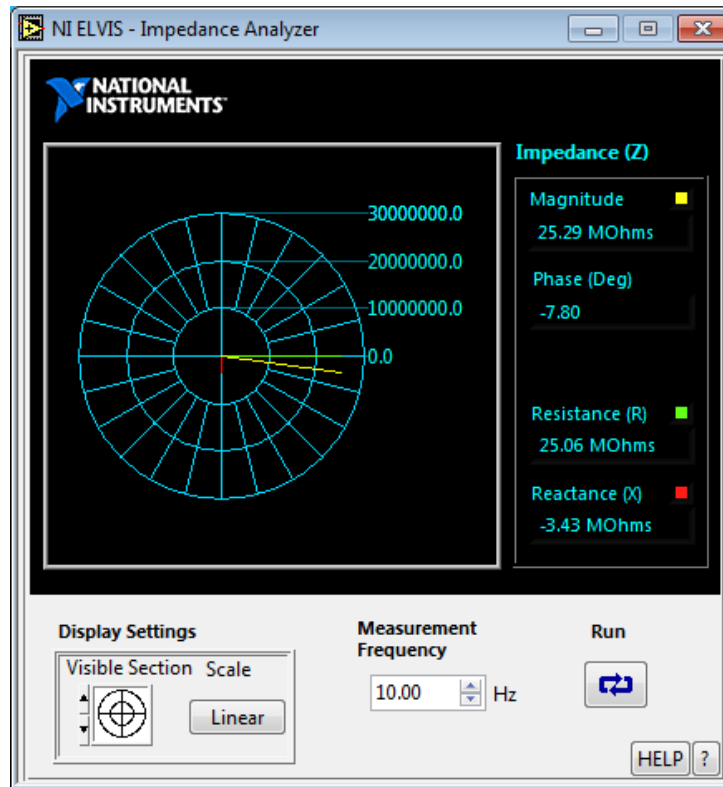 NI ELVIS - Impedance Analyzer
NATIONAL
INSTRUMENTS™
Impedance (Z)
Magnitude
25.29 MOhms
Phase (Deg)
-7.80
Resistance (R)
25.06 MOhms
Reactance (X)
-3.43 MOhms
30000000.0
20000000.0
10000000.0
0.0
Display Settings
Visible Section Scale
Linear
Measurement
Frequency
10.00 Hz
Run
HELP ?